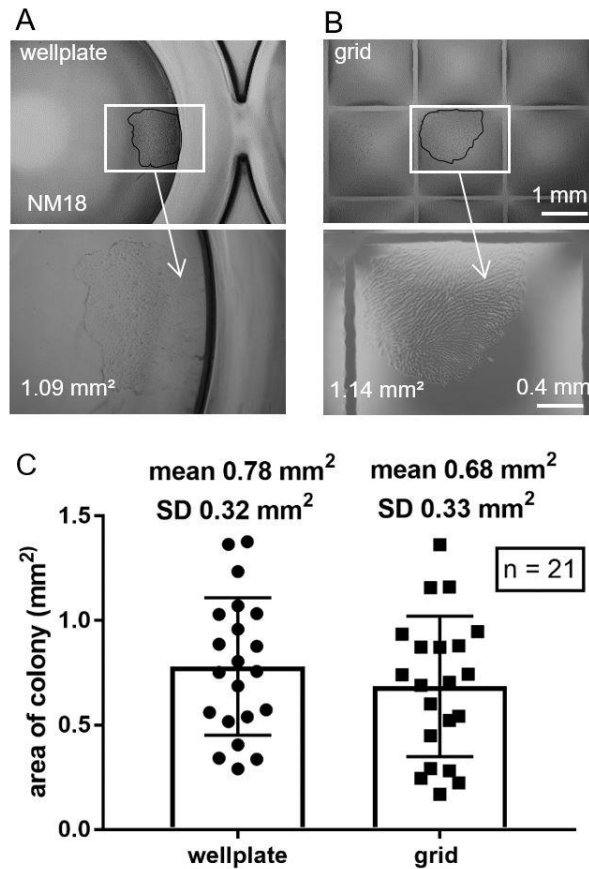 A
wellplate
NM18
1.09 mm²
B
grid
1 mm
1.14 mm²
0.4 mm
C
mean 0.78 mm²
SD 0.32 mm²
mean 0.68 mm²
SD 0.33 mm²
n = 21
area of colony (mm²)
1.5
1.0
0.5
0.0
wellplate
grid